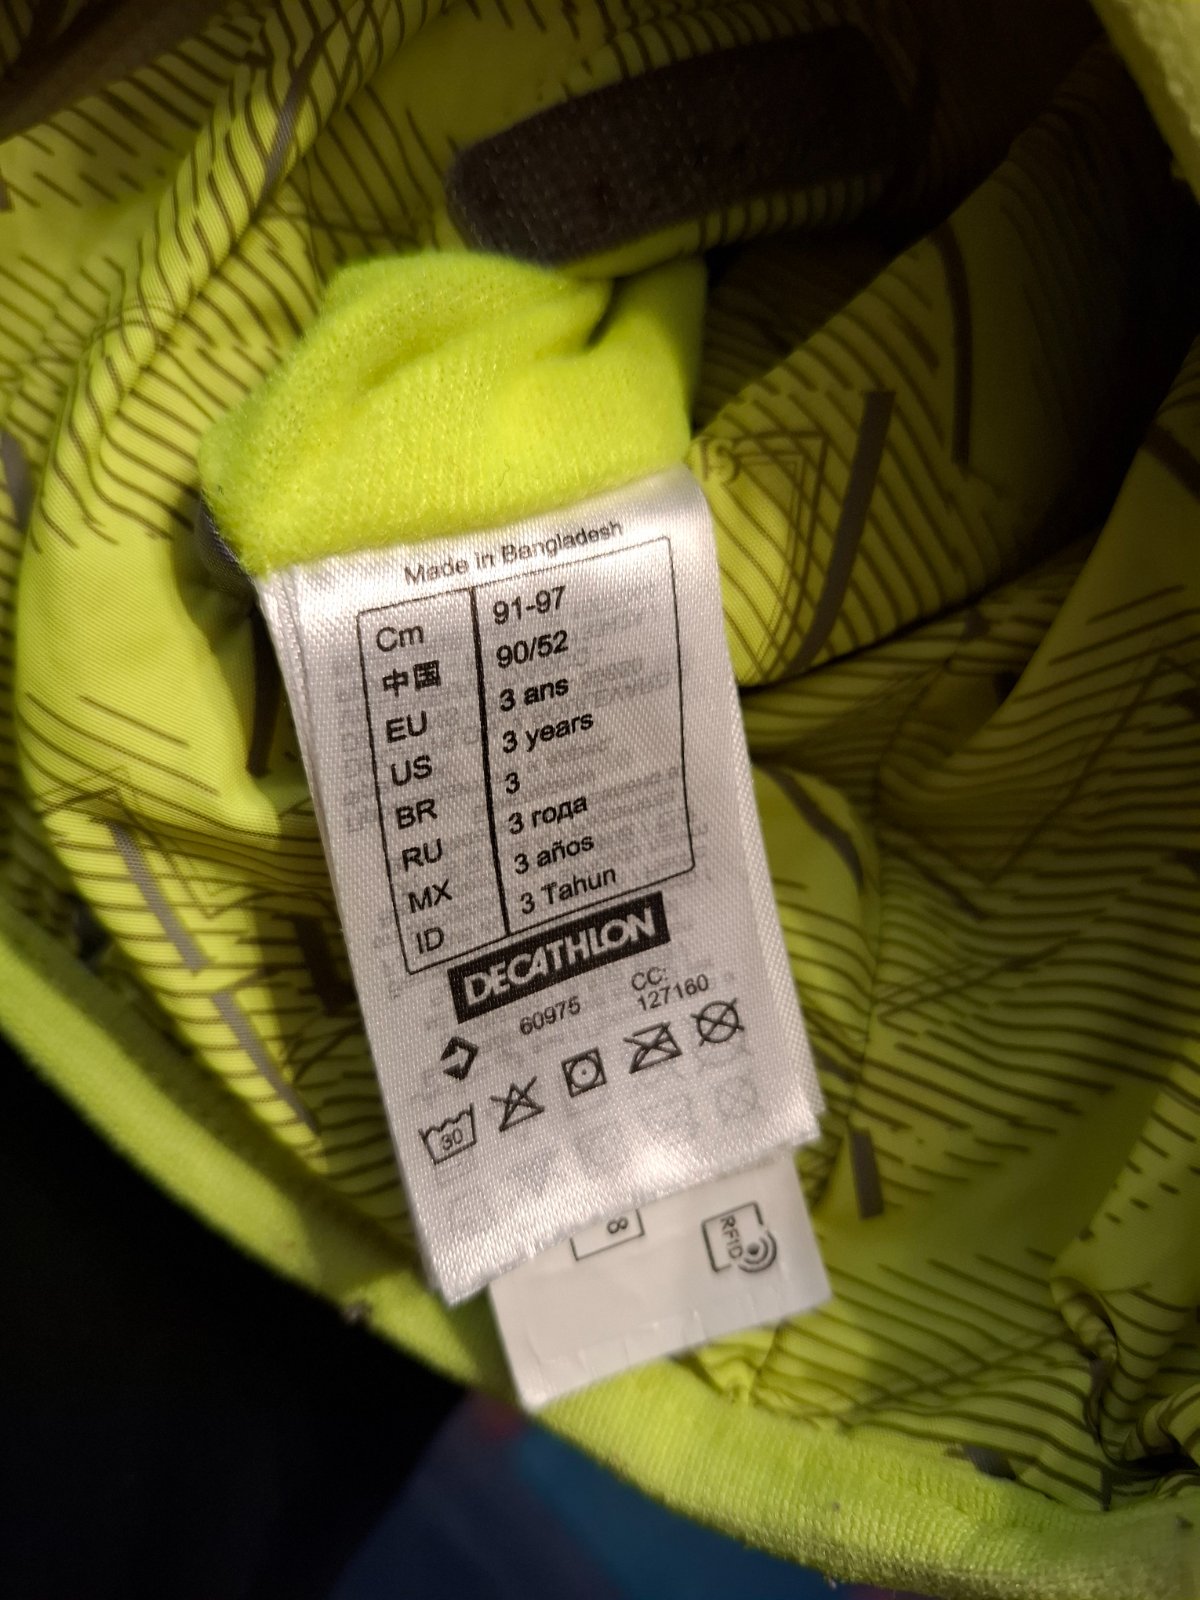 Made in Bangladesh
Cm 91-97
中国 90/52
EU 3 ans
US 3 years
BR 3
RU 3 года
MX 3 años
ID 3 Tahun
DECATHLON
60975 CC:
127160
30
8
RFID